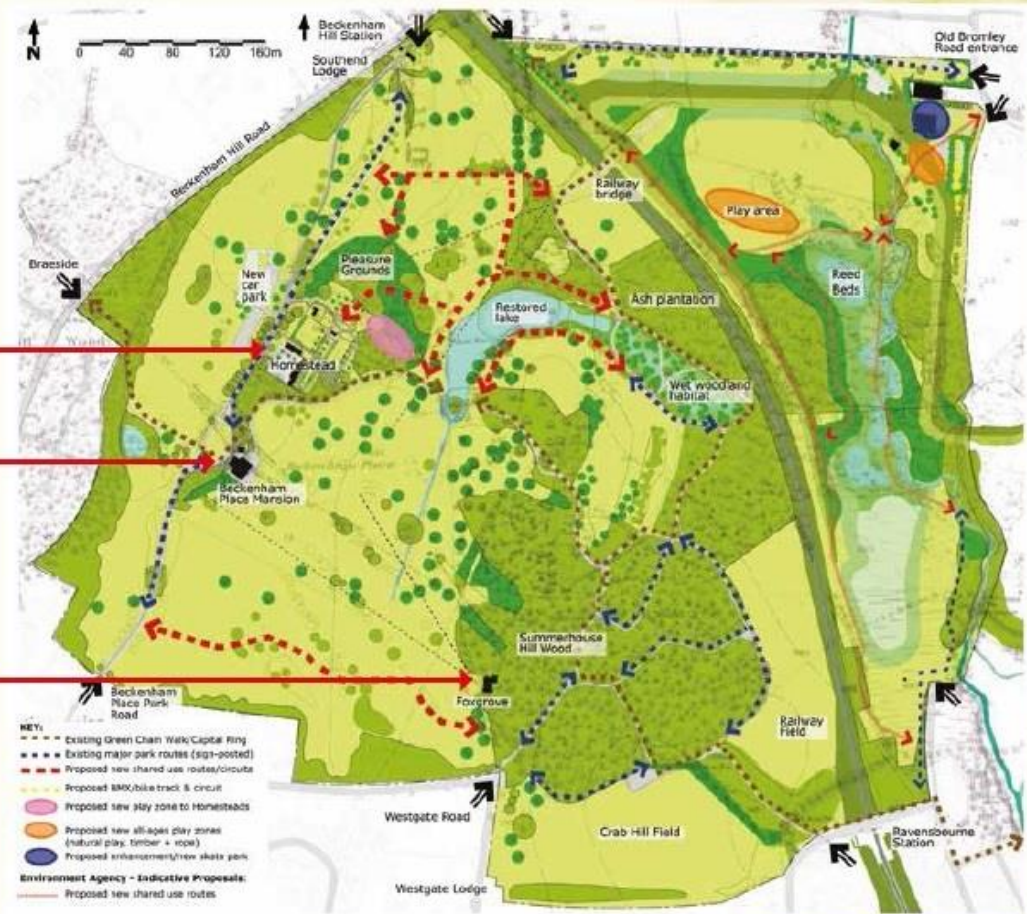 N
0 40 80 120 160m
Beckenham
Hill Station
Southend
Lodge
Old Bromley
Road entrance
Beckenham Hill Road
Railway
bridge
Play area
Braeside
New
car
park
Pleasure
Grounds
Reed
Beds
Ash plantation
Restored
lake
Homestead
Wet woodland
habitat
Beckenham
Place Mansion
Summerhouse
Hill Wood
Foxgrove
Beckenham
Place Park
Road
Railway
Field
Westgate Road
Crab Hill Field
Ravensbourne
Station
Westgate Lodge
KEY:
Existing Green Chain Walk/Capital Ring
Existing major park routes (sign-posted)
Proposed new shared use routes/circuits
Proposed BMX/bike track & circuit
Proposed new play zone to Homesteads
Proposed new all-ages play zones
(natural play, timber + rope)
Proposed enhancement/new skate park
Environment Agency - Indicative Proposals:
Proposed new shared use routes